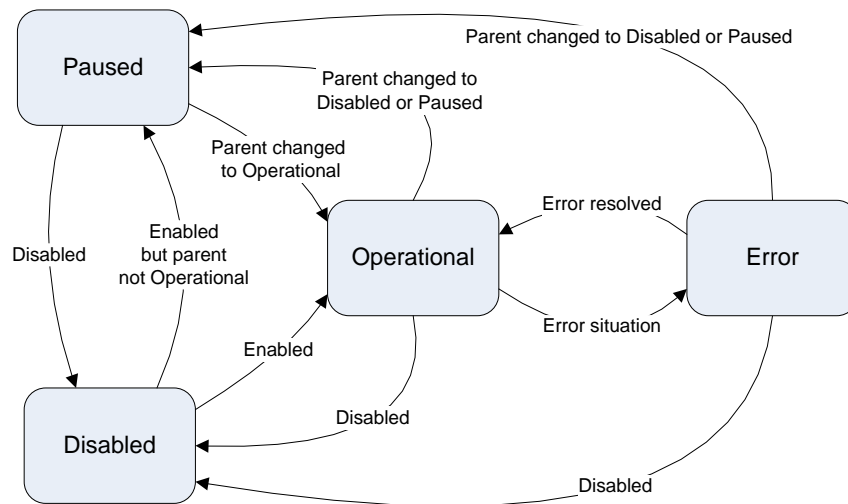 Parent changed to Disabled or Paused
Paused
Parent changed to
Disabled or Paused
Parent changed
to Operational
Error resolved
Disabled
Enabled
but parent
not Operational
Operational
Error
Error situation
Enabled
Disabled
Disabled
Disabled